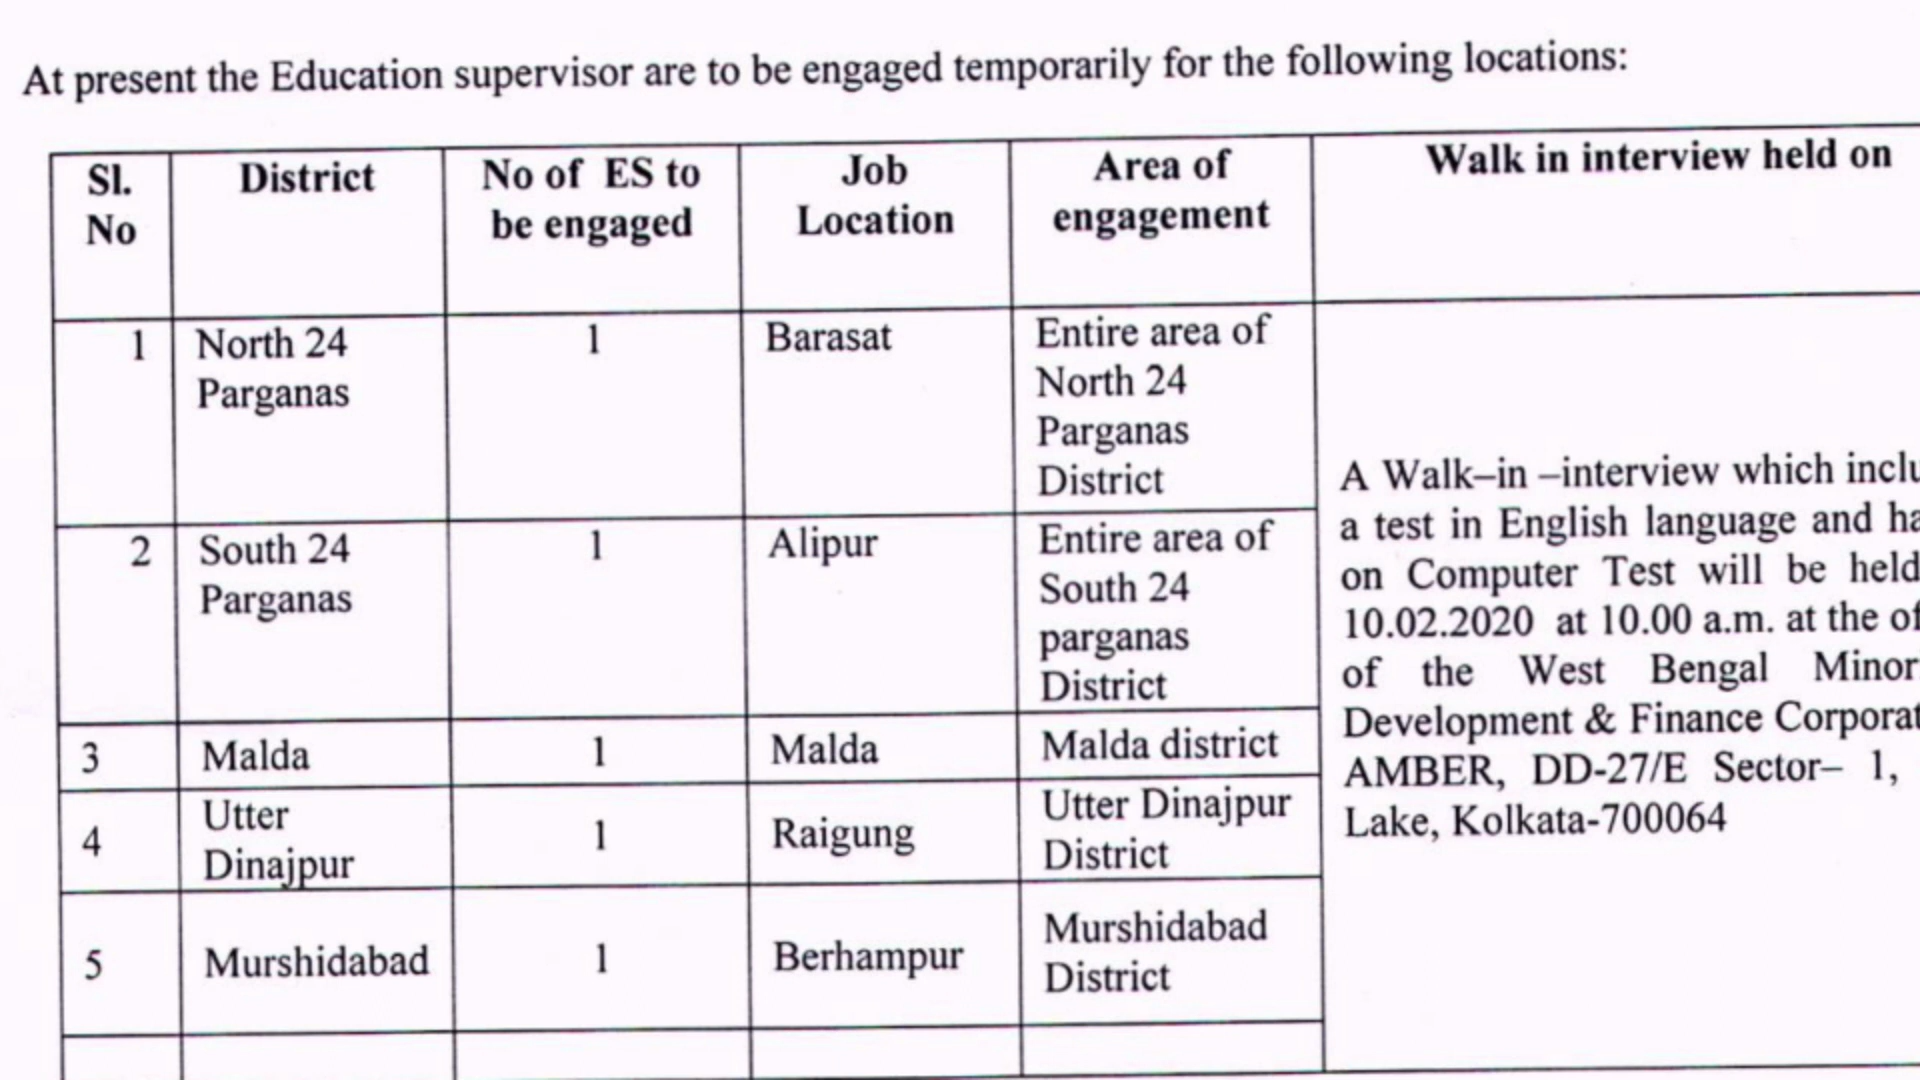 At present the Education supervisor are to be engaged temporarily for the following locations:
Sl. No
District
No of ES to be engaged
Job Location
Area of engagement
Walk in interview held on
1
North 24
Parganas
1
Barasat
Entire area of
North 24
Parganas
District
2
South 24
Parganas
1
Alipur
Entire area of
South 24
parganas
District
3
Malda
1
Malda
Malda district
4
Utter
Dinajpur
1
Raigung
Utter Dinajpur
District
5
Murshidabad
1
Berhampur
Murshidabad
District
A Walk–in –interview which
a test in English language and
on Computer Test will be held
10.02.2020 at 10.00 a.m. at the
of the West Bengal
Development & Finance
AMBER, DD-27/E Sector– 1,
Lake, Kolkata-700064